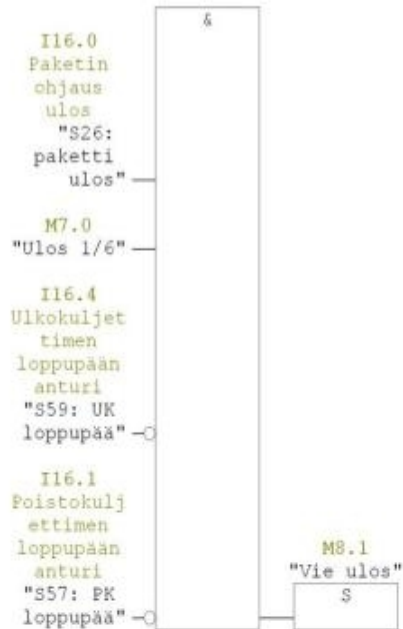 &
I16.0
Paketin
ohjaus
ulos
"S26:
paketti
ulos"
M7.0
"Ulos 1/6"
I16.4
Ulkokuljet
timen
loppupään
anturi
"S59: UK
loppupää"
I16.1
Poistokulj
ettimen
loppupään
anturi
"S57: PK
loppupää"
M8.1
"Vie ulos"
S